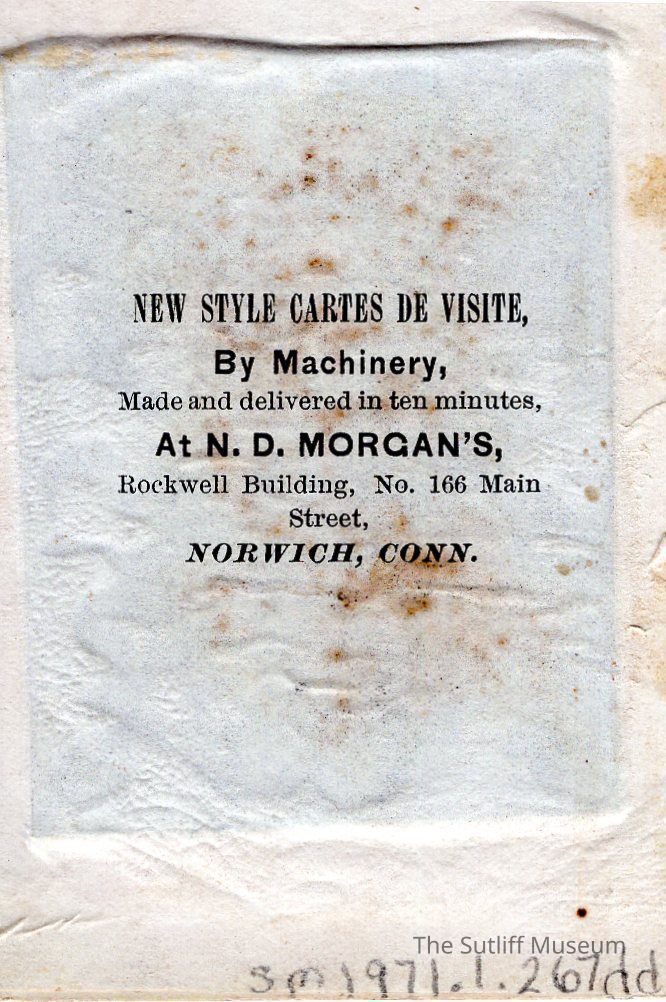 NEW STYLE CARTES DE VISITE,
By Machinery,
Made and delivered in ten minutes,
At N. D. MORGAN'S,
Rockwell Building, No. 166 Main
Street,
NORWICH, CONN.
The Sutliff Museum
sm1971.1.267dd